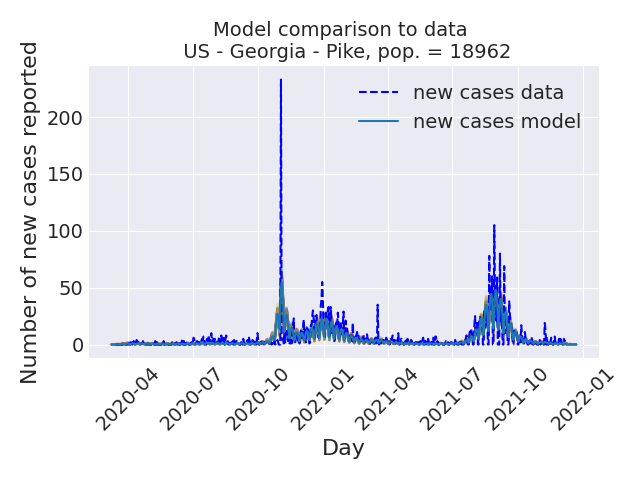 Model comparison to data
US - Georgia - Pike, pop. = 18962
Number of new cases reported
200
150
100
50
0
new cases data
new cases model
2020-04
2020-07
2020-10
2021-01
2021-04
2021-07
2021-10
2022-01
Day